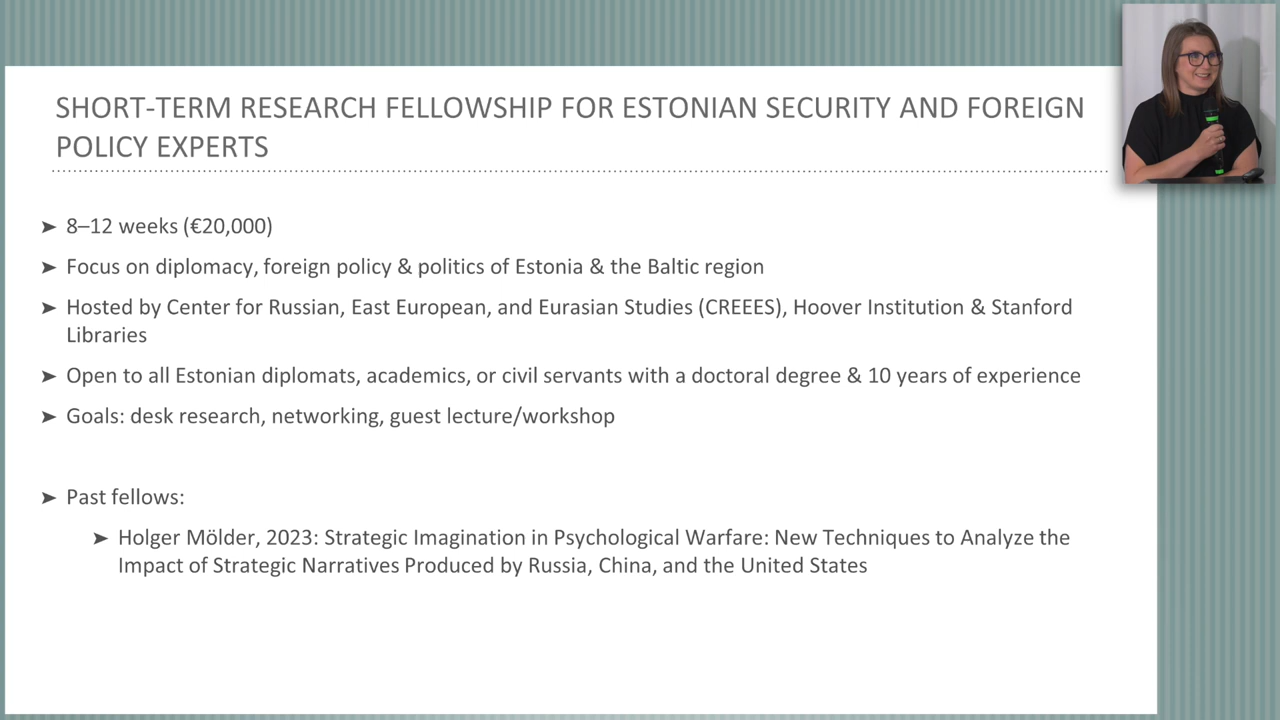 SHORT-TERM RESEARCH FELLOWSHIP FOR ESTONIAN SECURITY AND FOREIGN
POLICY EXPERTS
➤ 8–12 weeks (€20,000)
➤ Focus on diplomacy, foreign policy & politics of Estonia & the Baltic region
➤ Hosted by Center for Russian, East European, and Eurasian Studies (CREEES), Hoover Institution & Stanford
Libraries
➤ Open to all Estonian diplomats, academics, or civil servants with a doctoral degree & 10 years of experience
➤ Goals: desk research, networking, guest lecture/workshop
➤ Past fellows:
➤ Holger Mölder, 2023: Strategic Imagination in Psychological Warfare: New Techniques to Analyze the
Impact of Strategic Narratives Produced by Russia, China, and the United States